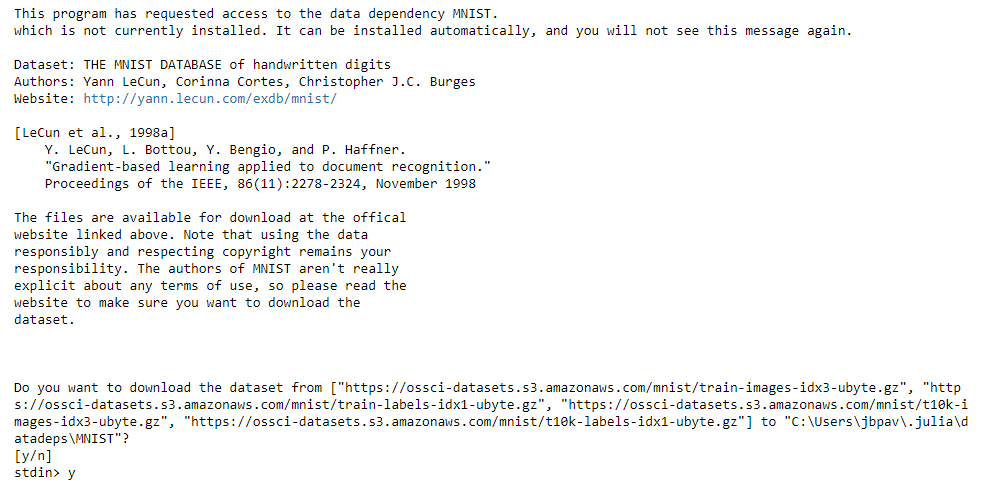 This program has requested access to the data dependency MNIST.
which is not currently installed. It can be installed automatically, and you will not see this message again.
Dataset: THE MNIST DATABASE of handwritten digits
Authors: Yann LeCun, Corinna Cortes, Christopher J.C. Burges
Website: http://yann.lecun.com/exdb/mnist/
[LeCun et al., 1998a]
Y. LeCun, L. Bottou, Y. Bengio, and P. Haffner.
"Gradient-based learning applied to document recognition."
Proceedings of the IEEE, 86(11):2278-2324, November 1998
The files are available for download at the offical
website linked above. Note that using the data
responsibly and respecting copyright remains your
responsibility. The authors of MNIST aren't really
explicit about any terms of use, so please read the
website to make sure you want to download the
dataset.
Do you want to download the dataset from ["https://ossci-datasets.s3.amazonaws.com/mnist/train-images-idx3-ubyte.gz", "http
s://ossci-datasets.s3.amazonaws.com/mnist/train-labels-idx1-ubyte.gz", "https://ossci-datasets.s3.amazonaws.com/mnist/t10k-i
mages-idx3-ubyte.gz", "https://ossci-datasets.s3.amazonaws.com/mnist/t10k-labels-idx1-ubyte.gz"] to "C:\Users\jbpav\.julia\d
atadeps\MNIST"?
[y/n]
stdin> y